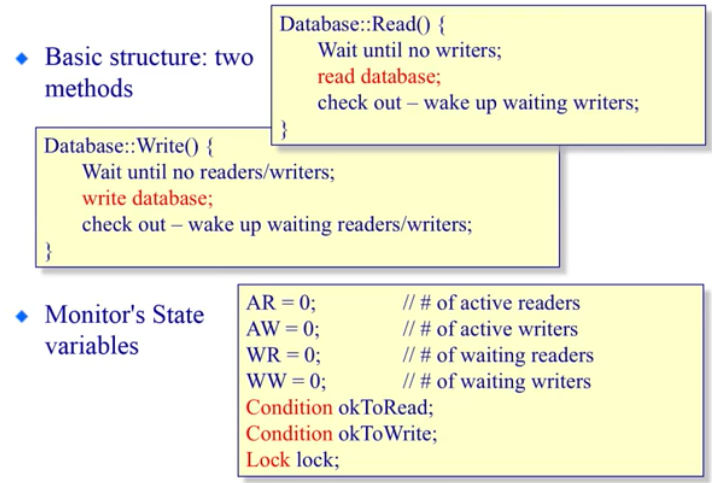 Basic structure: two
methods
Database::Read() {
Wait until no writers;
read database;
check out – wake up waiting writers;
}
Database::Write() {
Wait until no readers/writers;
write database;
check out – wake up waiting readers/writers;
}
Monitor's State
variables
AR = 0; // # of active readers
AW = 0; // # of active writers
WR = 0; // # of waiting readers
WW = 0; // # of waiting writers
Condition okToRead;
Condition okToWrite;
Lock lock;